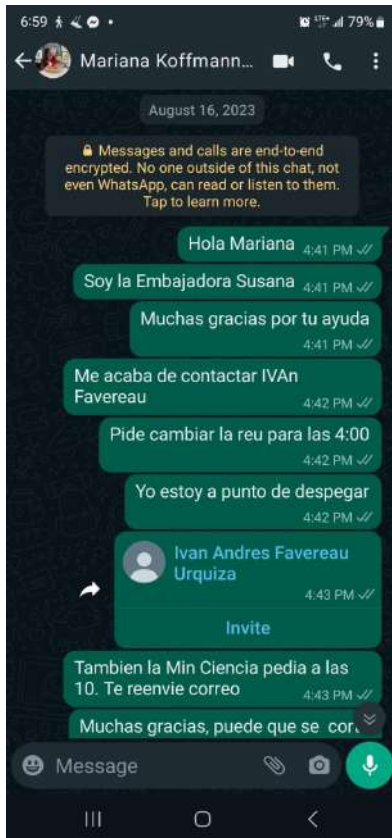 6:59
LTE+ 79%
Mariana Koffmann...
August 16, 2023
Messages and calls are end-to-end
encrypted. No one outside of this chat, not
even WhatsApp, can read or listen to them.
Tap to learn more.
Hola Mariana 4:41 PM
Soy la Embajadora Susana 4:41 PM
Muchas gracias por tu ayuda
4:41 PM
Me acaba de contactar IVAn
Favereau
4:42 PM
Pide cambiar la reu para las 4:00
4:42 PM
Yo estoy a punto de despegar
4:42 PM
Ivan Andres Favereau
Urquiza
4:43 PM
Invite
Tambien la Min Ciencia pedia a las
10. Te reenvie correo 4:43 PM
Muchas gracias, puede que se
Message